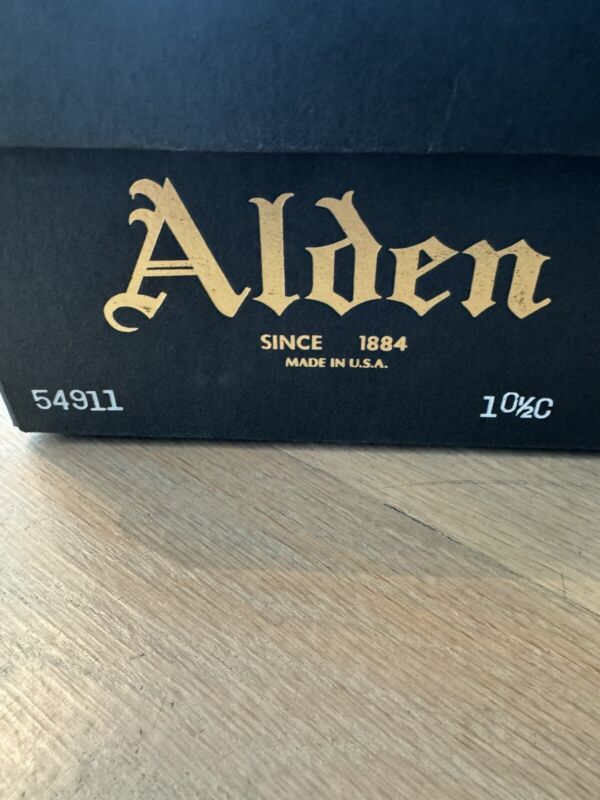 Alden
SINCE 1884
MADE IN U.S.A.
54911 10½C